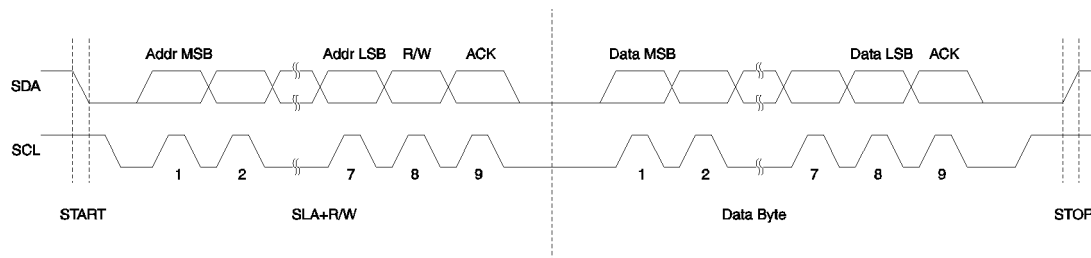 Addr MSB Addr LSB R/W ACK Data MSB Data LSB ACK
SDA
SCL
1 2 7 8 9 1 2 7 8 9
START SLA+R/W Data Byte STOP